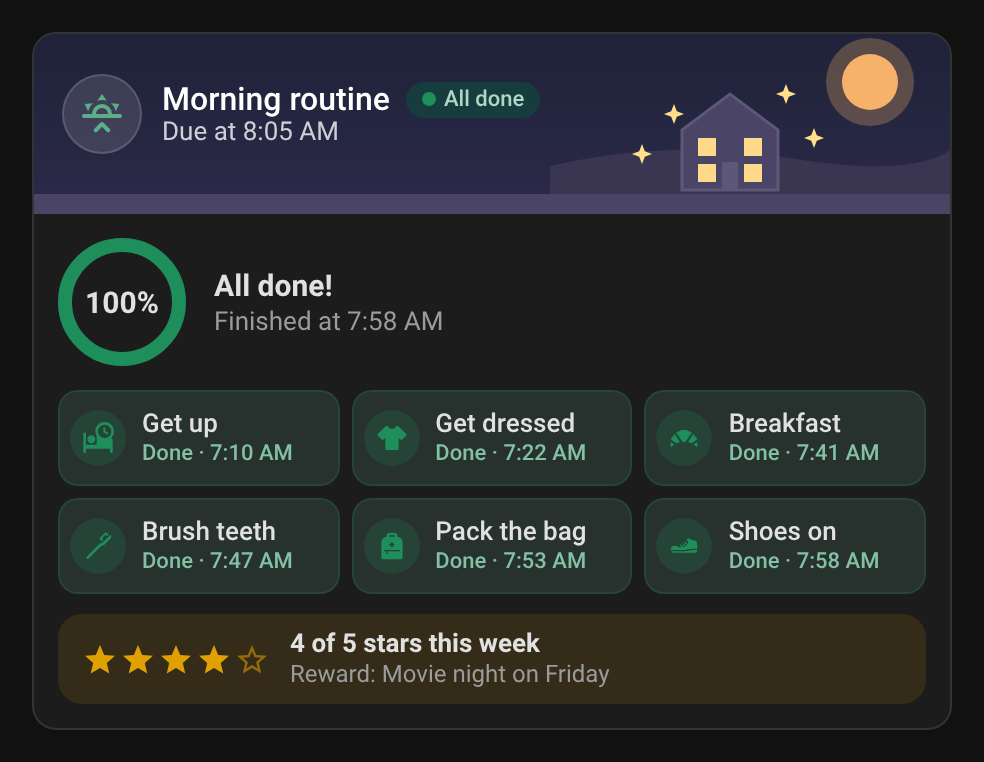 Morning routine
All done
Due at 8:05 AM
100%
All done!
Finished at 7:58 AM
Get up
Done · 7:10 AM
Get dressed
Done · 7:22 AM
Breakfast
Done · 7:41 AM
Brush teeth
Done · 7:47 AM
Pack the bag
Done · 7:53 AM
Shoes on
Done · 7:58 AM
4 of 5 stars this week
Reward: Movie night on Friday